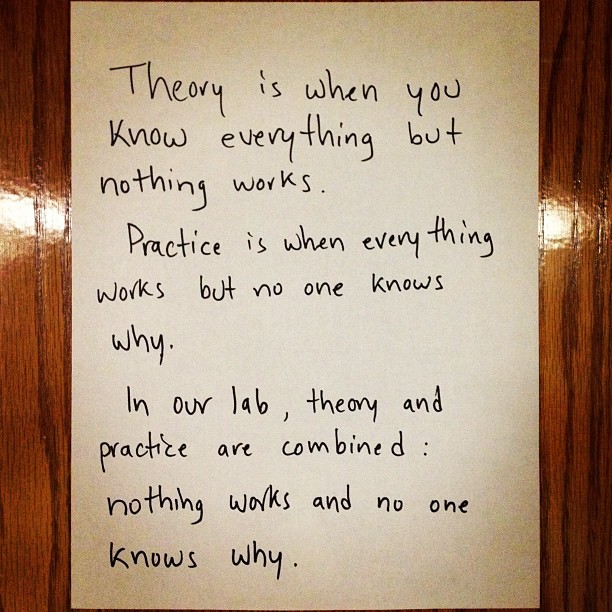 Theory is when you
know everything but
nothing works.
Practice is when everything
works but no one knows
why.
In our lab, theory and
practice are combined:
nothing works and no one
knows why.